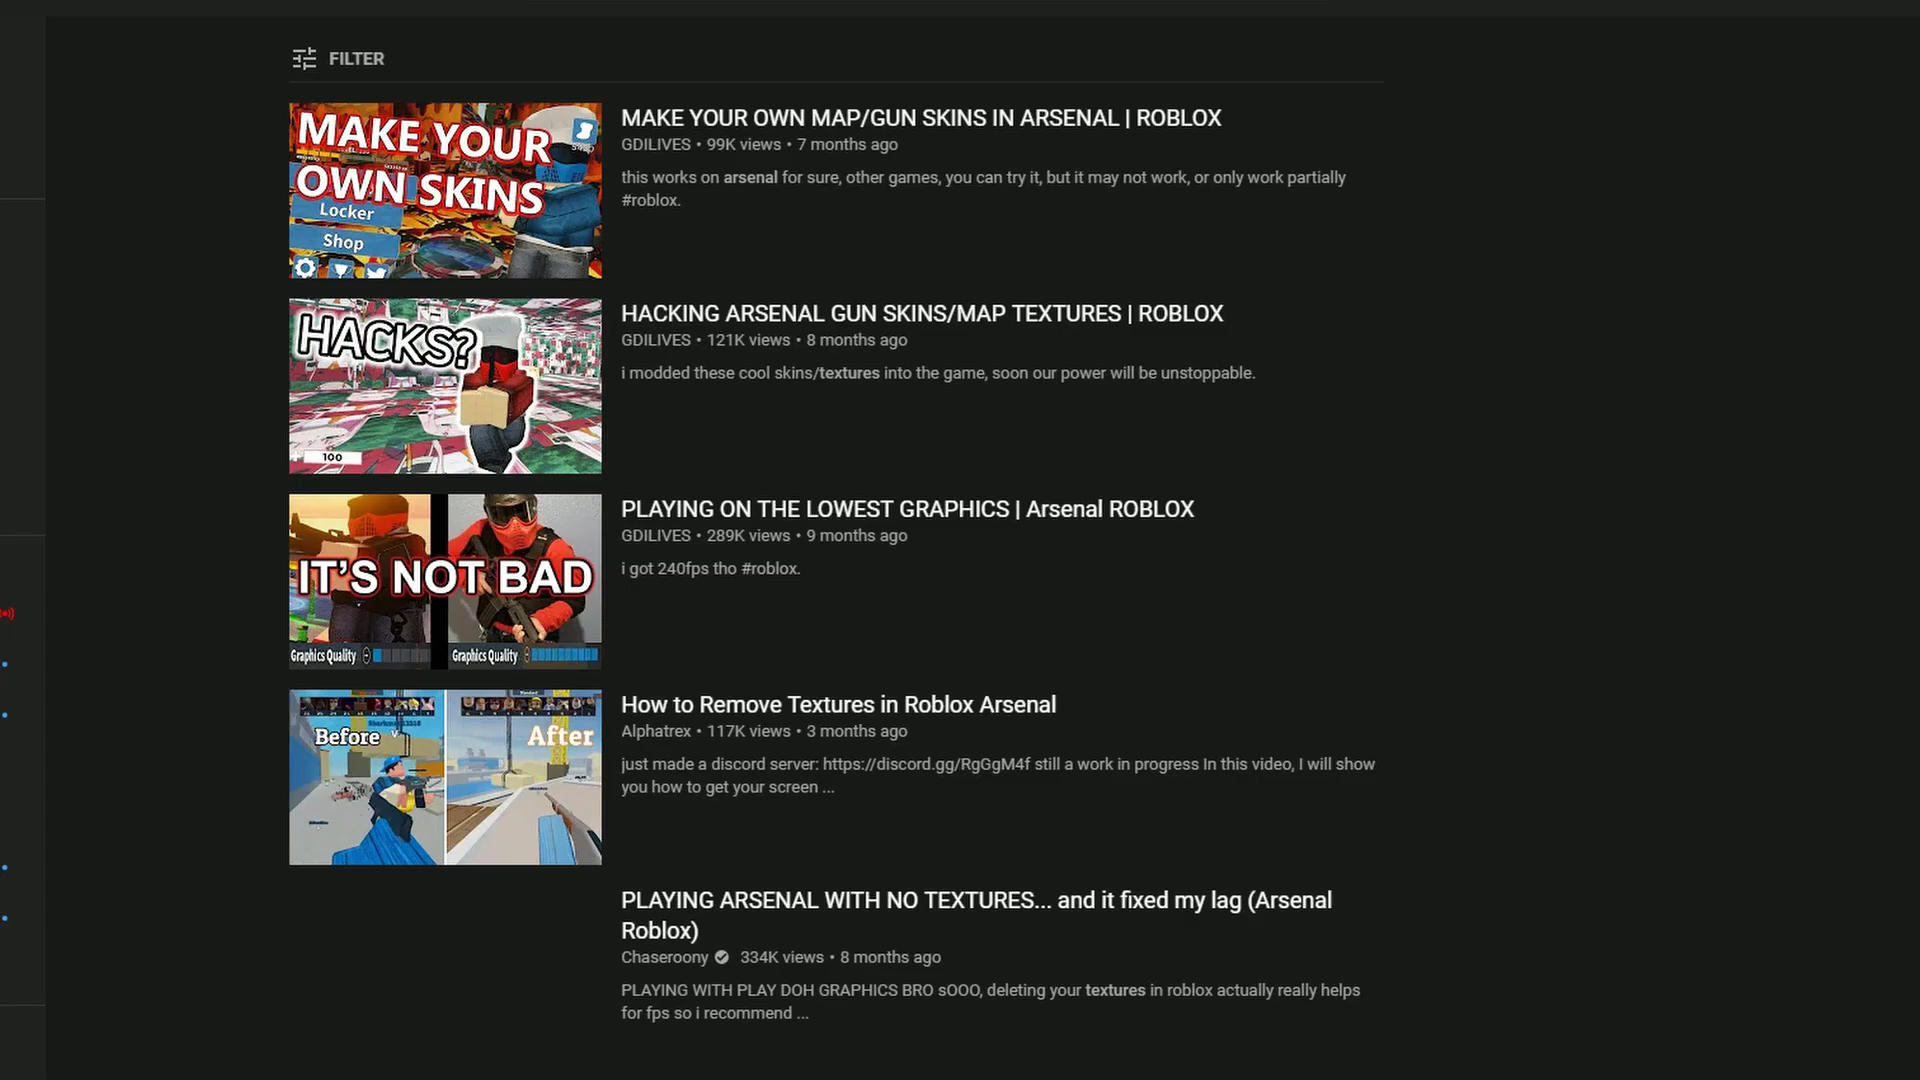 FILTER
MAKE YOUR
OWN SKINS
Locker
Shop
MAKE YOUR OWN MAP/GUN SKINS IN ARSENAL | ROBLOX
GDILIVES • 99K views • 7 months ago
this works on arsenal for sure, other games, you can try it, but it may not work, or only work partially
#roblox.
HACKS?
100
HACKING ARSENAL GUN SKINS/MAP TEXTURES | ROBLOX
GDILIVES • 121K views • 8 months ago
i modded these cool skins/textures into the game, soon our power will be unstoppable.
IT'S NOT BAD
Graphics Quality
Graphics Quality
PLAYING ON THE LOWEST GRAPHICS | Arsenal ROBLOX
GDILIVES • 289K views • 9 months ago
i got 240fps tho #roblox.
Before
After
How to Remove Textures in Roblox Arsenal
Alphatrex • 117K views • 3 months ago
just made a discord server: https://discord.gg/RgGgM4f still a work in progress In this video, I will show
you how to get your screen ...
PLAYING ARSENAL WITH NO TEXTURES... and it fixed my lag (Arsenal
Roblox)
Chaseroony 334K views • 8 months ago
PLAYING WITH PLAY DOH GRAPHICS BRO sOOO, deleting your textures in roblox actually really helps
for fps so i recommend ...